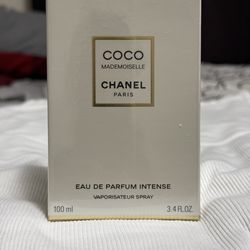 COCO
MADEMOISELLE
CHANEL
PARIS
EAU DE PARFUM INTENSE
VAPORISATEUR SPRAY
100 ml 3.4 FL.OZ.